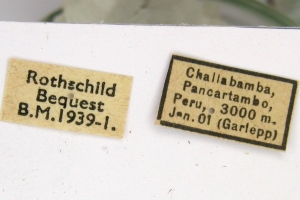 Rothschild
Bequest
B.M.1939-1.
Challabamba,
Pancartambo,
Peru, 3000 m.
Jan. 01 (Garlepp)